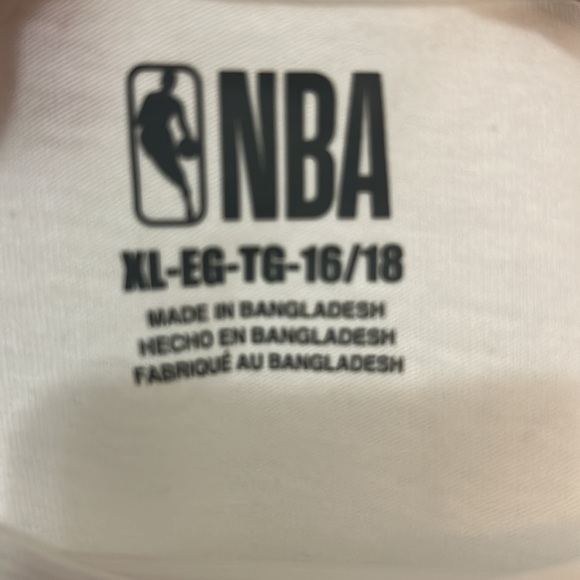 NBA
XL-EG-TG-16/18
MADE IN BANGLADESH
HECHO EN BANGLADESH
FABRIQUÉ AU BANGLADESH